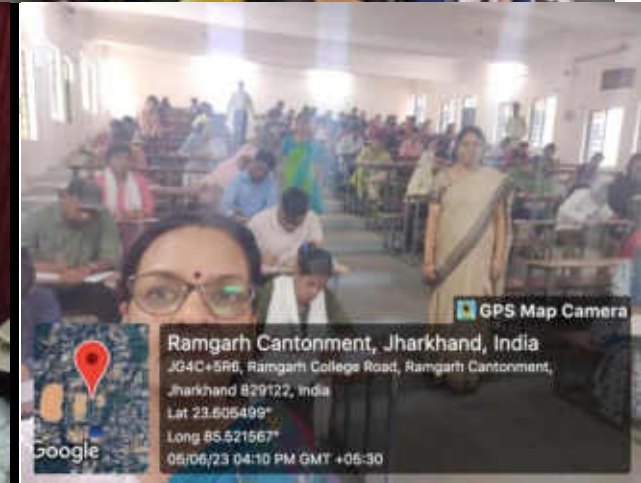 GPS Map Camera
Ramgarh Cantonment, Jharkhand, India
JG4C+5R6, Ramgarh College Road, Ramgarh Cantonment,
Jharkhand 829122, India
Lat 23.605499°
Long 85.521567°
05/06/23 04:10 PM GMT +05:30
Google